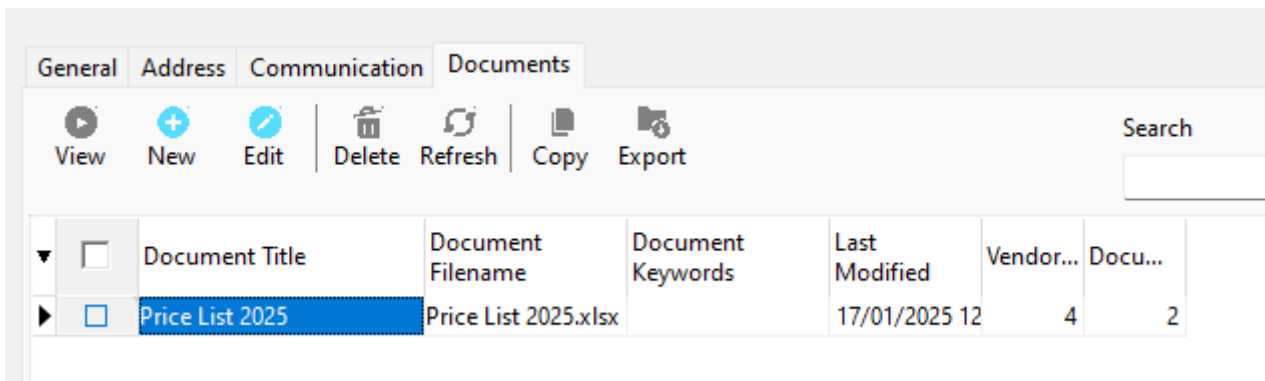 General Address Communication Documents
View New Edit Delete Refresh Copy Export
Search
Document Title Document Filename Document Keywords Last Modified Vendor... Docu...
Price List 2025 Price List 2025.xlsx 17/01/2025 12 4 2